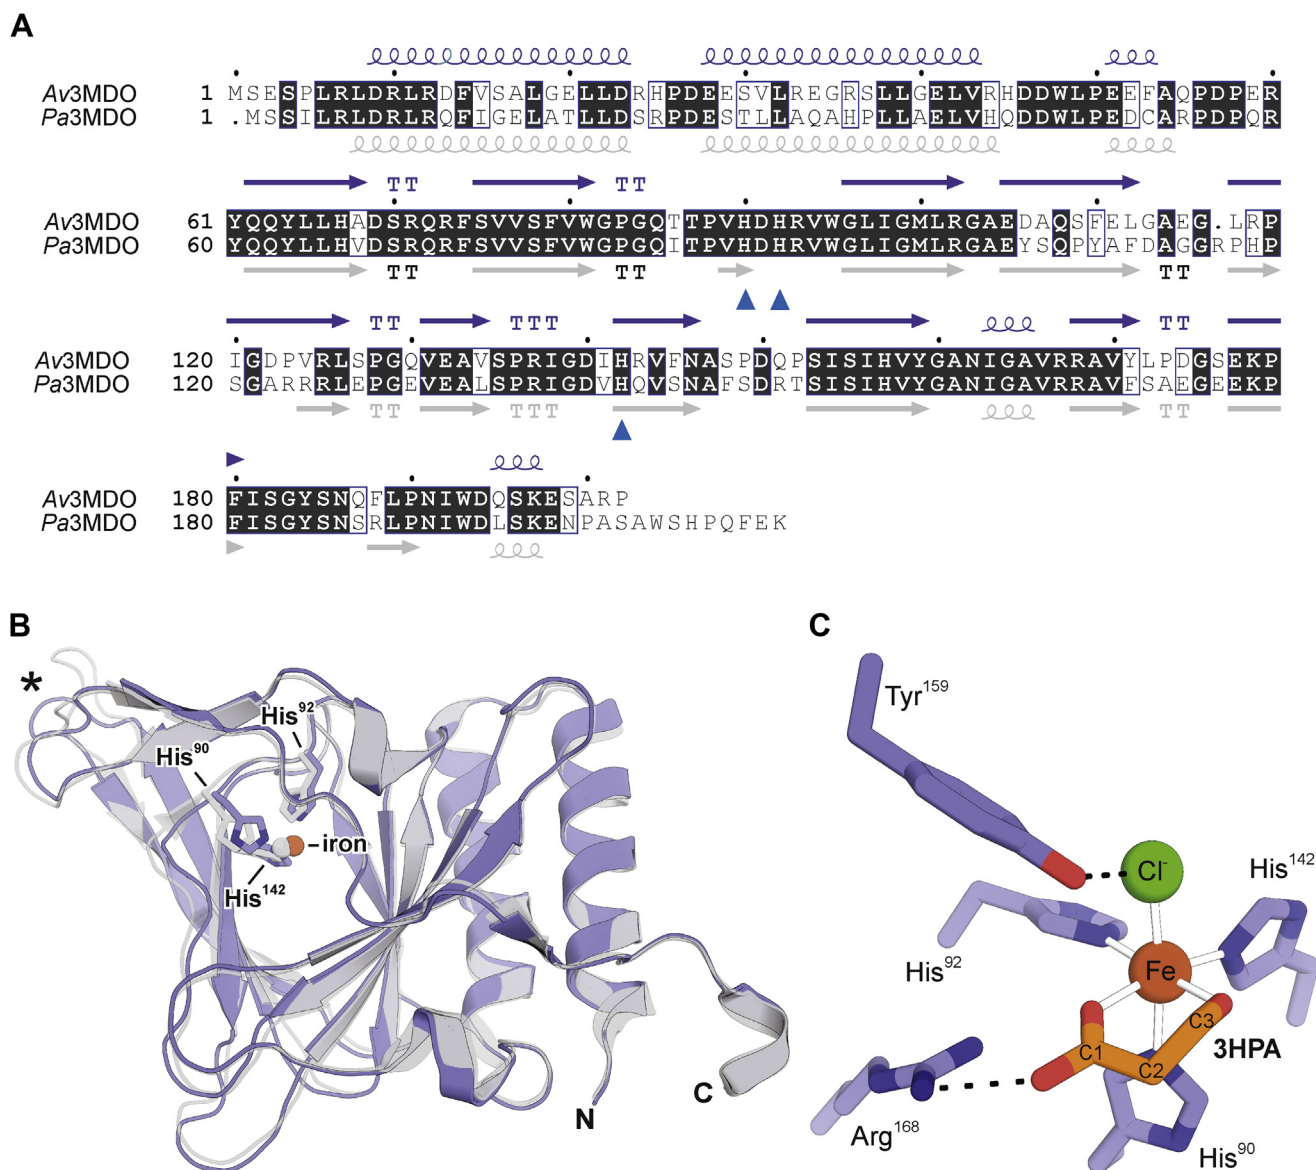 A
Av3MDO 1 MSESPLRLDRLRDFVSALGELLDRHPDEESVLREGRSLLGELVRHDDWLPEEFAQPDPER
Pa3MDO 1 .MSSILRLDRLRQFIGELATLLDSRPDESTLLAQAHPLLAELVHQDDWLPEDCARPDPQR
TT TT
Av3MDO 61 YQQYLLHADSRQRFSVVSFVWGPGQTTPVHDHRVWGLIGMLRGAEDAQSFELGAEG.LRP
Pa3MDO 60 YQQYLLHVDSRQRFSVVSFVWGPGQITPVHDHRVWGLIGMLRGAEYSQPYAFDAGGRPHP
TT TT TT
TT TTT TT
Av3MDO 120 IGDPVRLSPGQVEAVSPRIGDIHRVFNASPDQPSISIHVYGANIGAVRRAVYLPDGSEKP
Pa3MDO 120 SGARRRLEPGEVEALSPRIGDVHQVSNAFSDRTSISIHVYGANIGAVRRAVFSAEGEEKP
TT TTT TT
Av3MDO 180 FISGYSNQFLPNIWDQSKESARP
Pa3MDO 180 FISGYSNSRLPNIWDLSKENPASAWSHPQFEK
B
*
His92
His90
iron
His142
N
C
C
Tyr159
Cl-
His142
His92
Fe
C3
3HPA
C1
C2
Arg168
His90